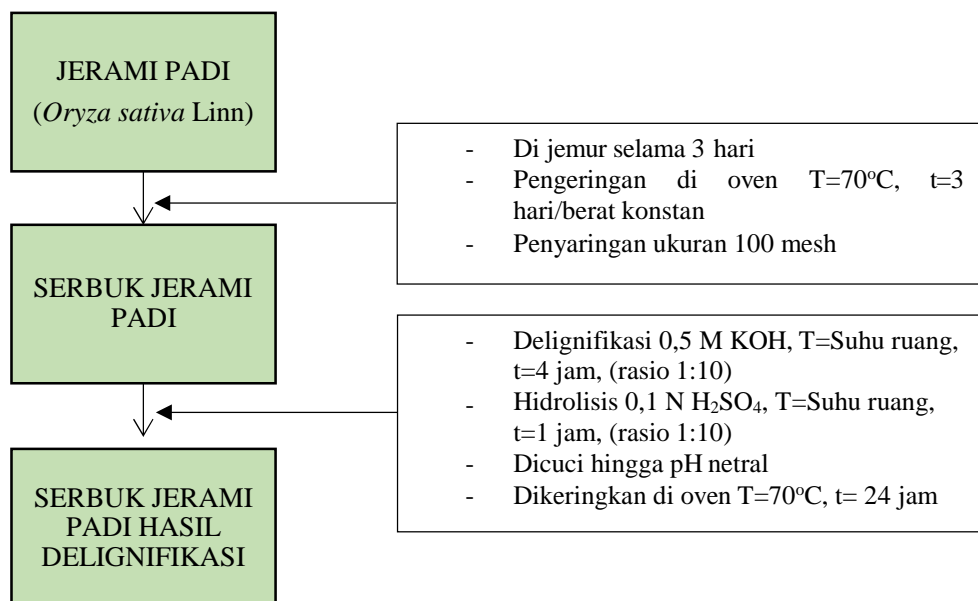 JERAMI PADI
(Oryza sativa Linn)
- Di jemur selama 3 hari
- Pengeringan di oven T=70°C, t=3
hari/berat konstan
- Penyaringan ukuran 100 mesh
SERBUK JERAMI
PADI
- Delignifikasi 0,5 M KOH, T=Suhu ruang,
t=4 jam, (rasio 1:10)
- Hidrolisis 0,1 N H₂SO₄, T=Suhu ruang,
t=1 jam, (rasio 1:10)
- Dicuci hingga pH netral
- Dikeringkan di oven T=70°C, t= 24 jam
SERBUK JERAMI
PADI HASIL
DELIGNIFIKASI